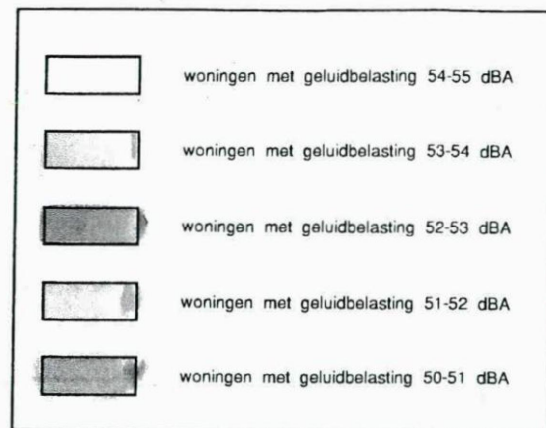 woningen met geluidbelasting 54-55 dBA
woningen met geluidbelasting 53-54 dBA
woningen met geluidbelasting 52-53 dBA
woningen met geluidbelasting 51-52 dBA
woningen met geluidbelasting 50-51 dBA